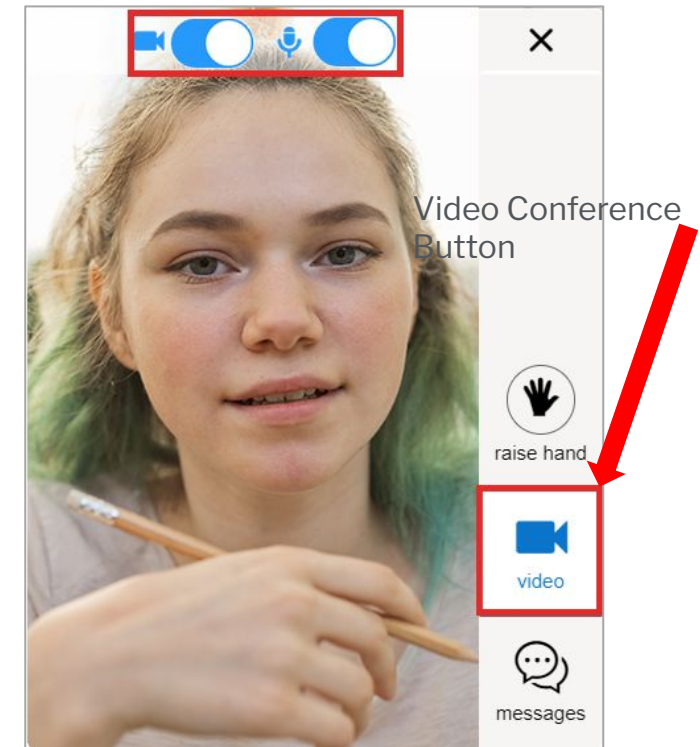 Video Conference
Button
raise hand
video
messages